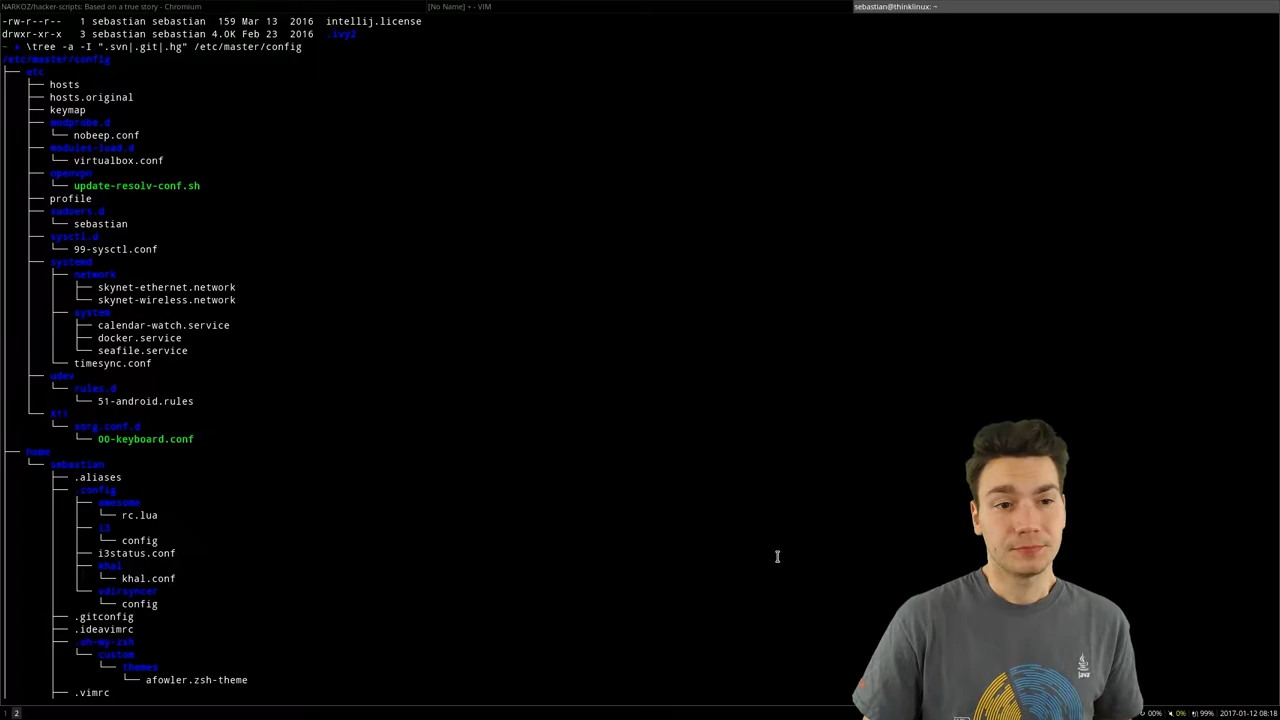 NARKOZ/hacker-scripts: Based on a true story - Chromium
[No Name] + - VIM
sebastian@thinklinux: ~
-rw-r--r-- 1 sebastian sebastian 159 Mar 13 2016 intellij.license
drwxr-xr-x 3 sebastian sebastian 4.0K Feb 23 2016 .ivy2
\tree -a -I ".svn|.git|.hg" /etc/master/config
/etc/master/config
├── etc
├── hosts
├── hosts.original
├── keymap
├── modprobe.d
└── nobeep.conf
├── modules-load.d
└── virtualbox.conf
├── openvpn
└── update-resolv-conf.sh
├── profile
├── sudoers.d
└── sebastian
├── sysctl.d
└── 99-sysctl.conf
├── systemd
├── network
├── skynet-ethernet.network
└── skynet-wireless.network
├── system
├── calendar-watch.service
├── docker.service
└── seafile.service
└── timesync.conf
├── udev
└── rules.d
└── 51-android.rules
└── X11
└── xorg.conf.d
└── 00-keyboard.conf
├── home
└── sebastian
├── .aliases
├── .config
├── awesome
└── rc.lua
├── i3
└── config
├── i3status.conf
├── khal
└── khal.conf
└── vdirsyncer
└── config
├── .gitconfig
├── .ideavimrc
├── .oh-my-zsh
└── custom
└── themes
└── afowler.zsh-theme
├── .vimrc
Java
1 2
00% 0% 99% 2017-01-12 08:18